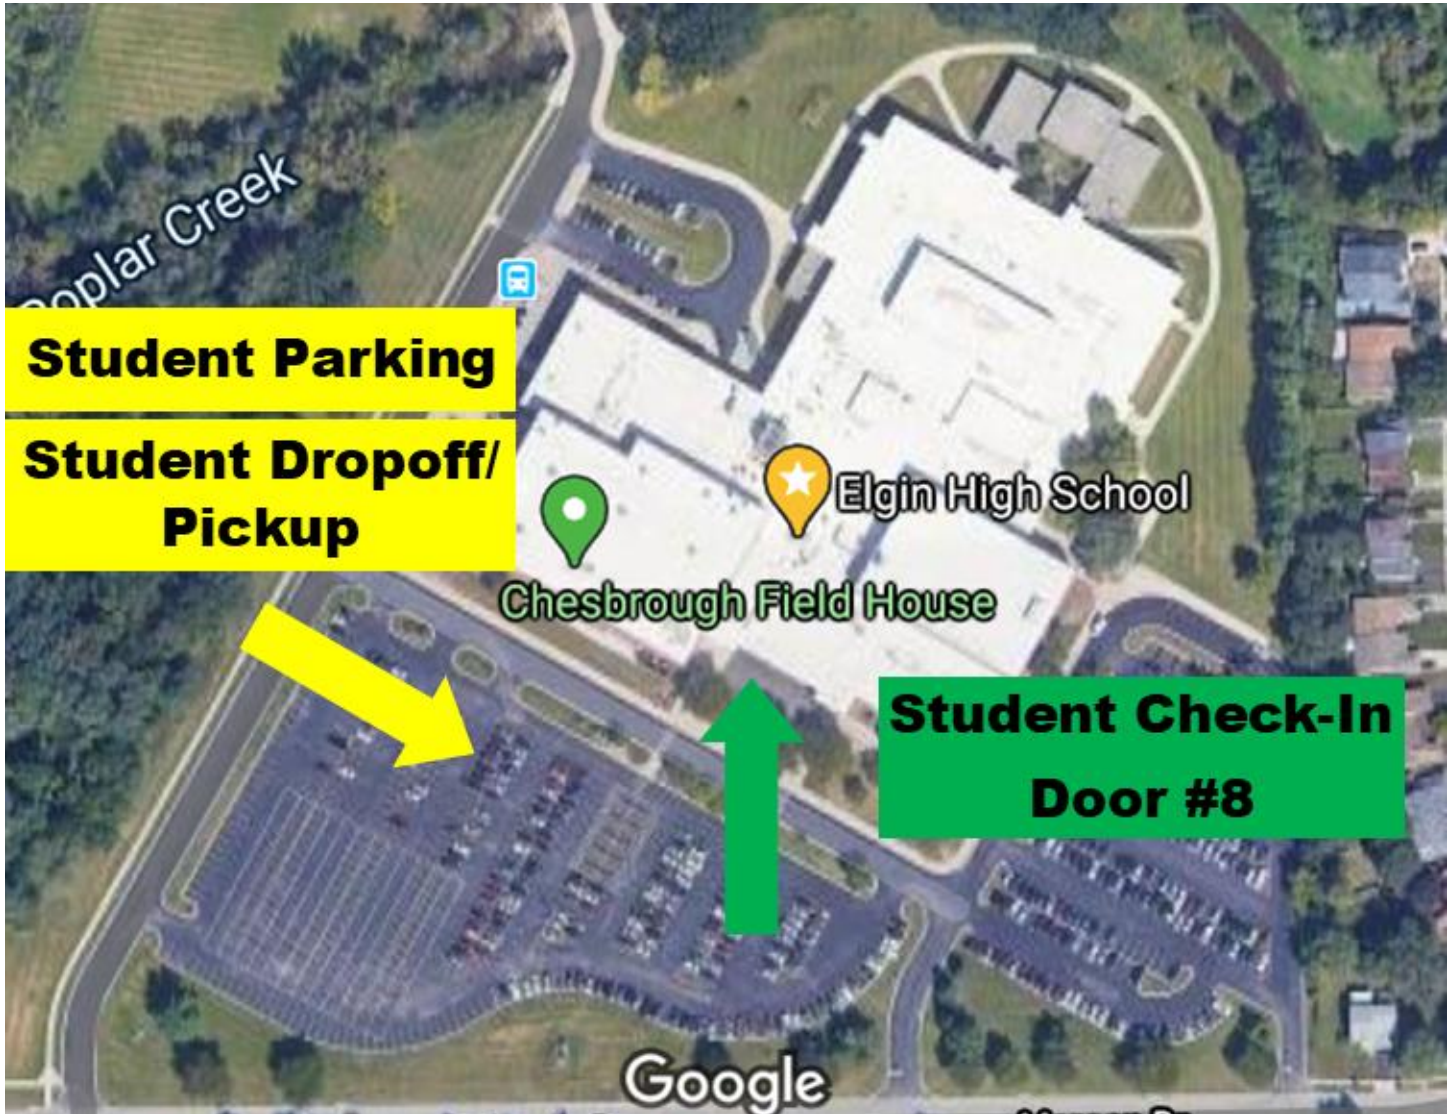 Poplar Creek
Student Parking
Student Dropoff/
Pickup
Elgin High School
Chesbrough Field House
Student Check-In
Door #8
Google